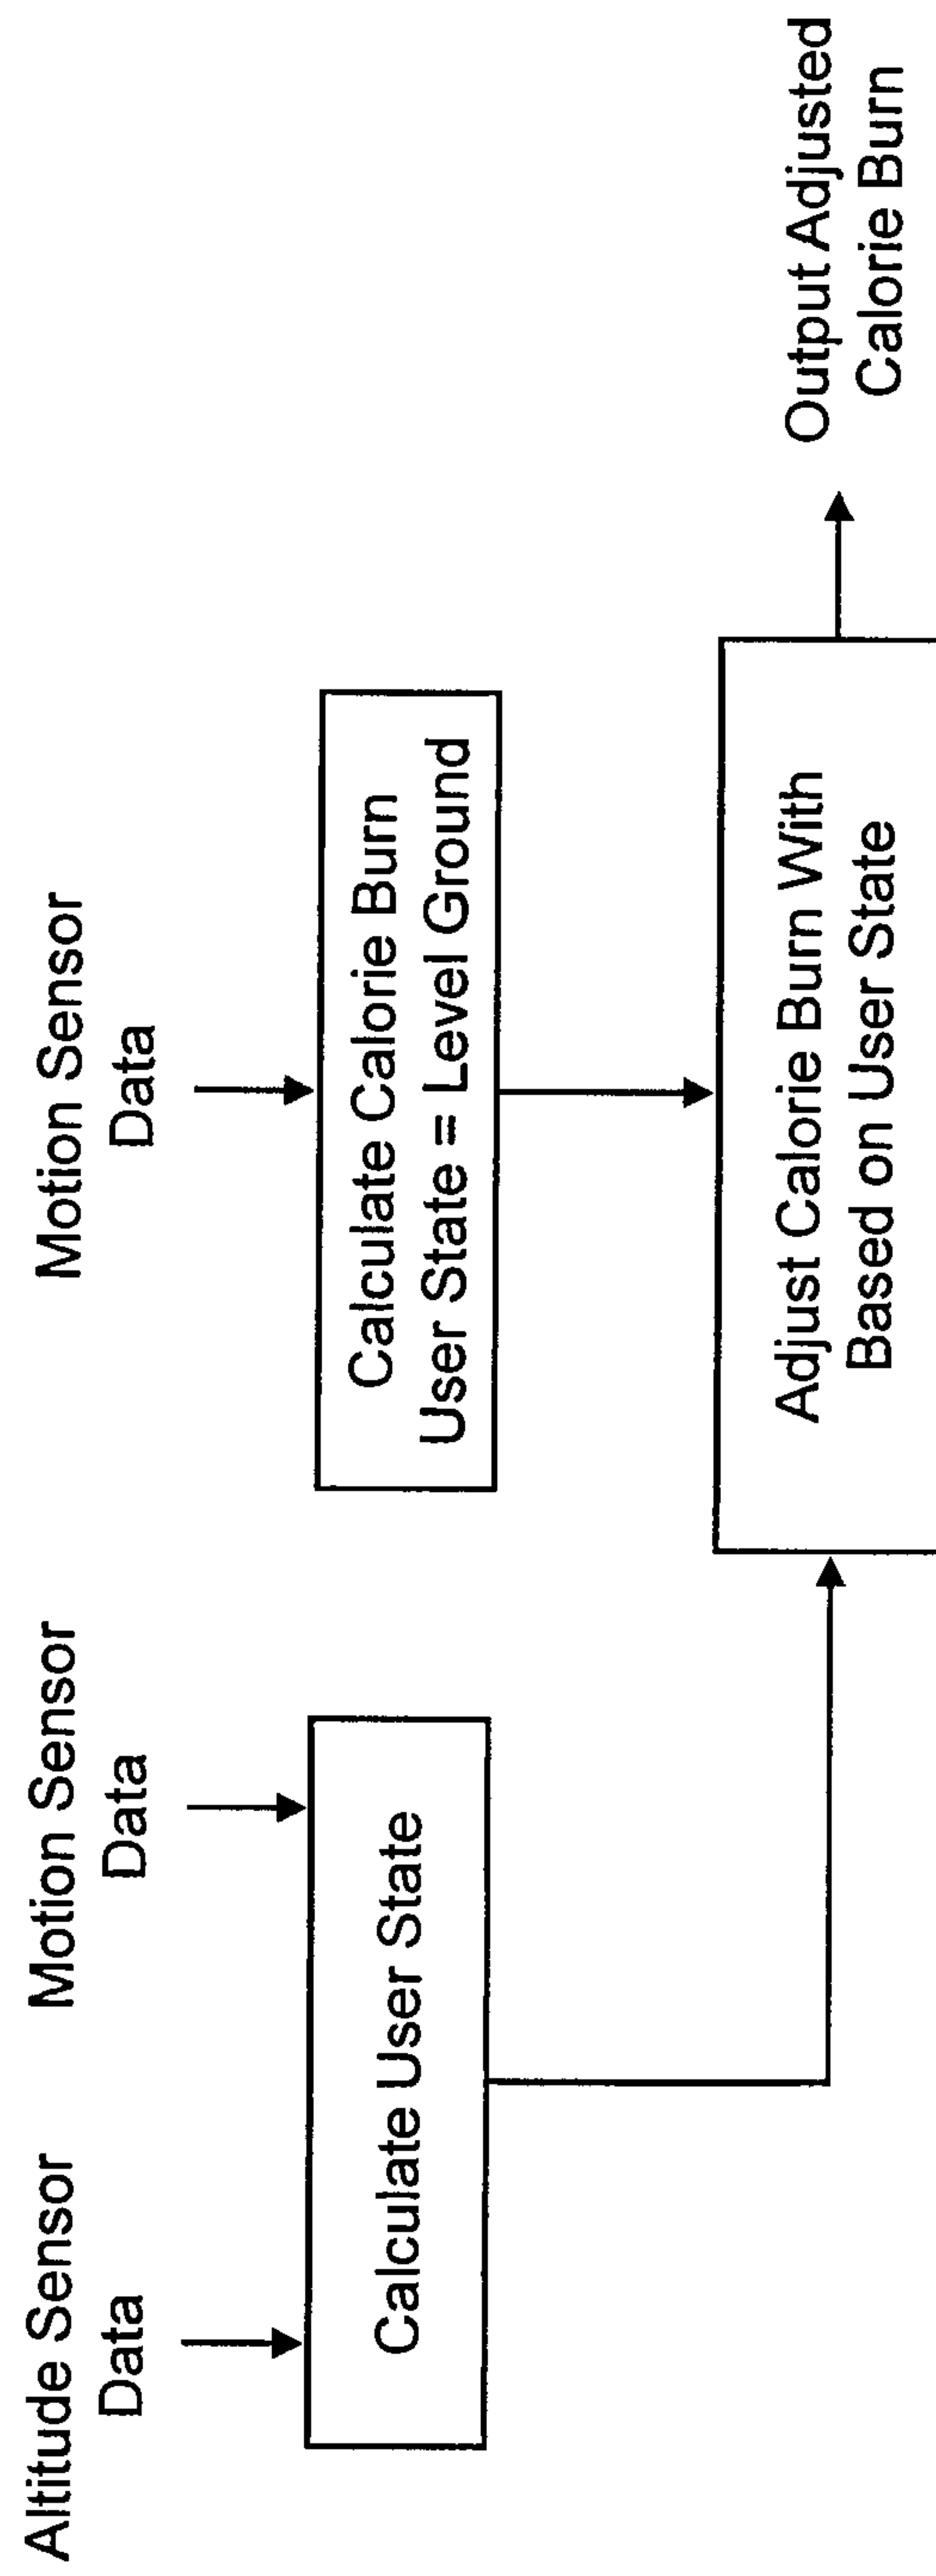 Altitude Sensor
Data
Motion Sensor
Data
Motion Sensor
Data
Calculate User State
Calculate Calorie Burn
User State = Level Ground
Adjust Calorie Burn With
Based on User State
Output Adjusted
Calorie Burn